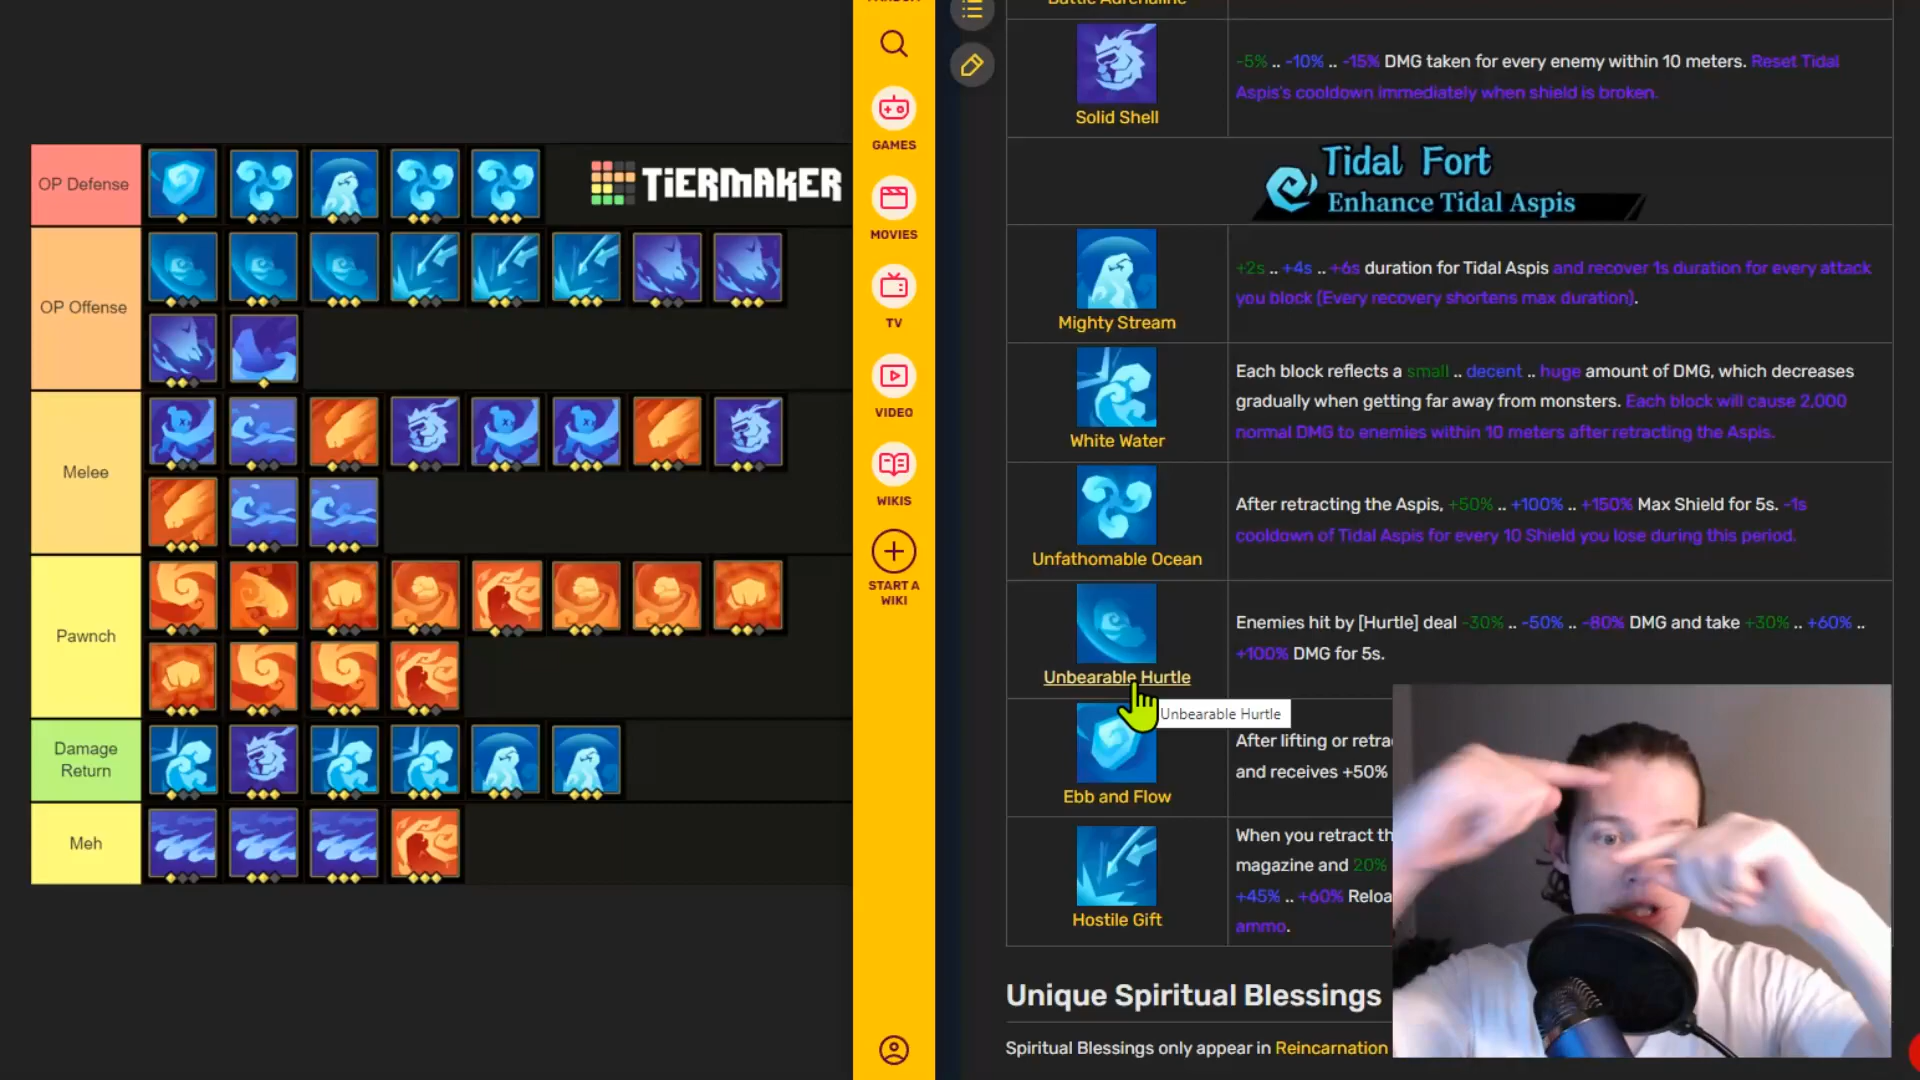 OP Defense
TiERMAKER
OP Offense
Melee
Pawnch
Damage
Return
Meh
GAMES
MOVIES
TV
VIDEO
WIKIS
START A
WIKI
Battle Adrenaline
Solid Shell
-5% .. -10% .. -15% DMG taken for every enemy within 10 meters. Reset Tidal
Aspis's cooldown immediately when shield is broken.
Tidal Fort
Enhance Tidal Aspis
Mighty Stream
+2s .. +4s .. +6s duration for Tidal Aspis and recover 1s duration for every attack
you block (Every recovery shortens max duration).
White Water
Each block reflects a small .. decent .. huge amount of DMG, which decreases
gradually when getting far away from monsters. Each block will cause 2,000
normal DMG to enemies within 10 meters after retracting the Aspis.
Unfathomable Ocean
After retracting the Aspis, +50% .. +100% .. +150% Max Shield for 5s. -1s
cooldown of Tidal Aspis for every 10 Shield you lose during this period.
Unbearable Hurtle
Enemies hit by [Hurtle] deal -30% .. -50% .. -80% DMG and take +30% .. +60% ..
+100% DMG for 5s.
Unbearable Hurtle
Ebb and Flow
After lifting or retra
and receives +50%
Hostile Gift
When you retract th
magazine and 20%
+45% .. +60% Reloa
ammo.
Unique Spiritual Blessings
Spiritual Blessings only appear in Reincarnation